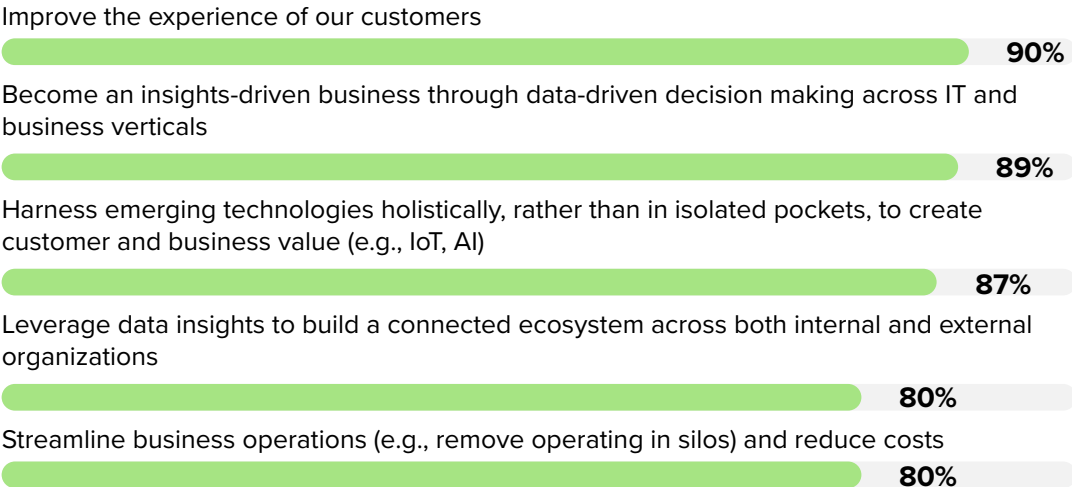 Improve the experience of our customers
90%
Become an insights-driven business through data-driven decision making across IT and
business verticals
89%
Harness emerging technologies holistically, rather than in isolated pockets, to create
customer and business value (e.g., IoT, AI)
87%
Leverage data insights to build a connected ecosystem across both internal and external
organizations
80%
Streamline business operations (e.g., remove operating in silos) and reduce costs
80%